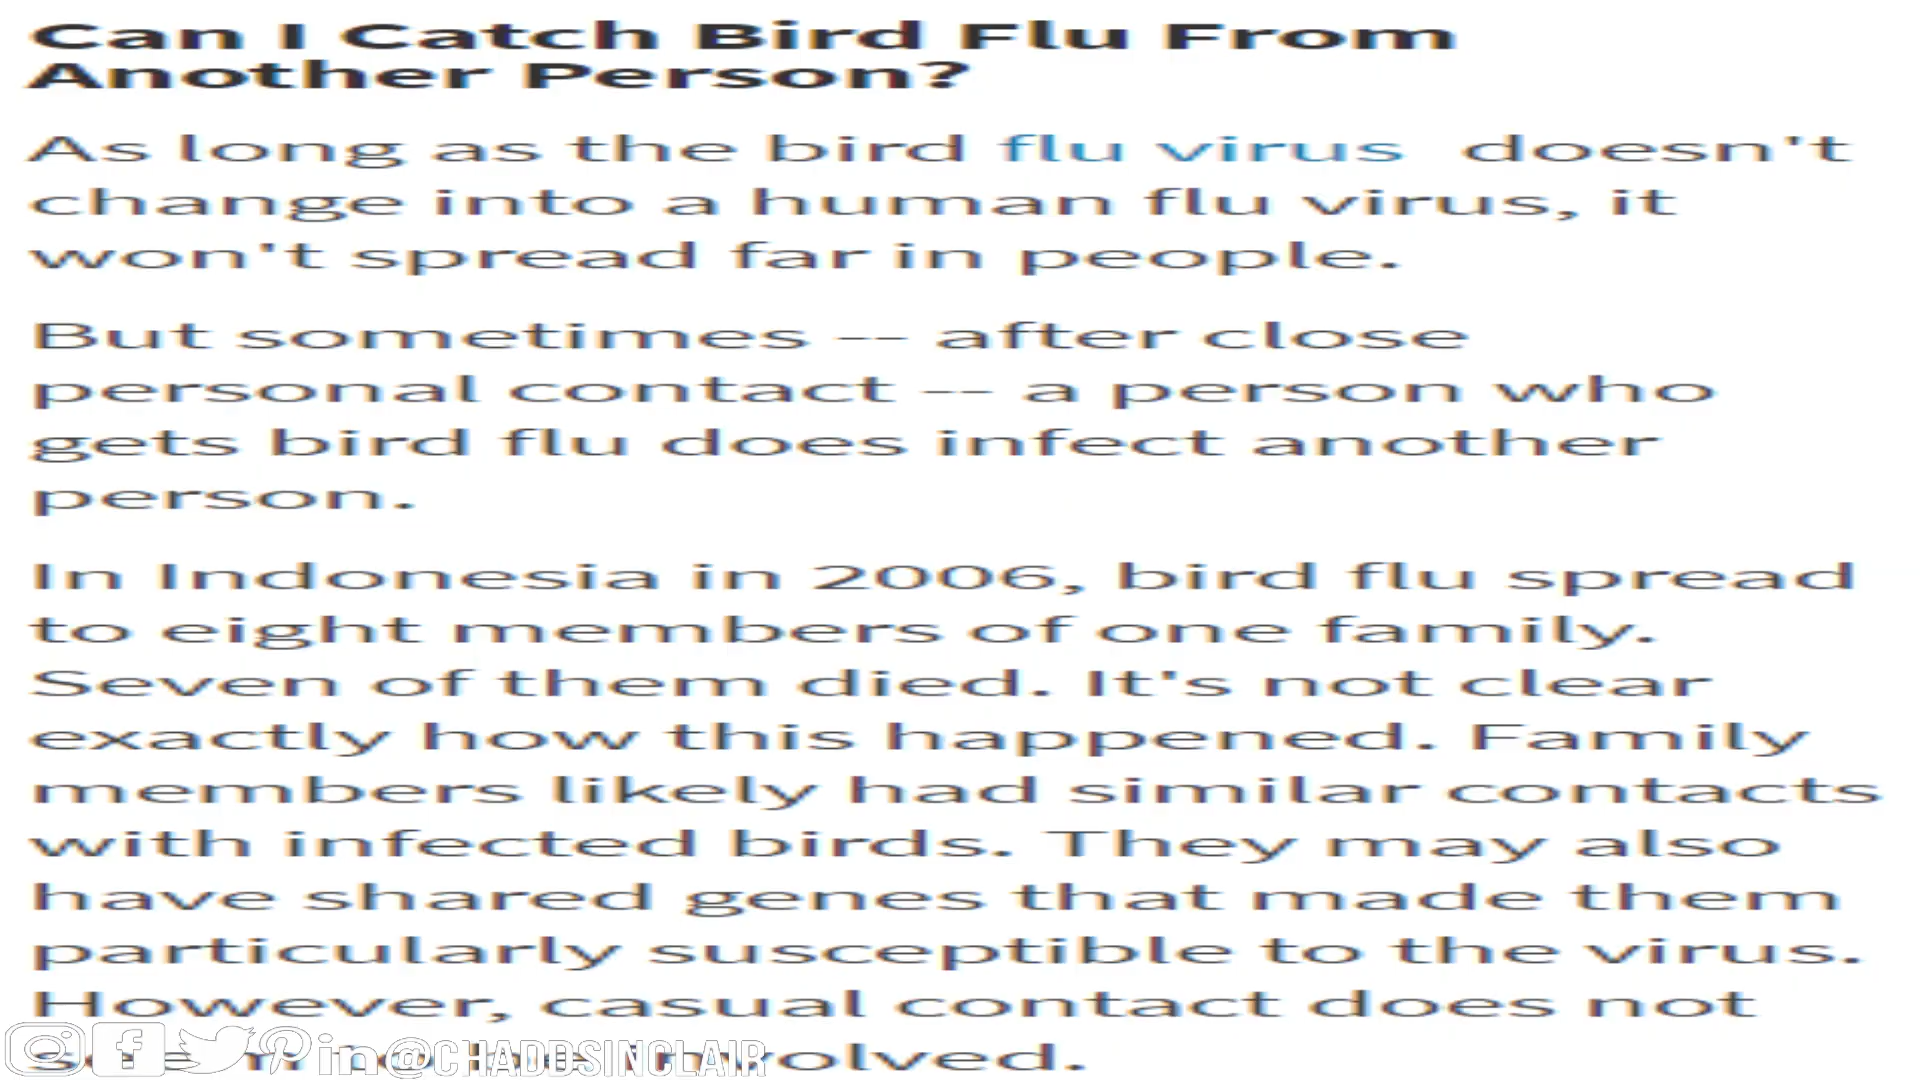 Can I Catch Bird Flu From
Another Person?
As long as the bird flu virus doesn't
change into a human flu virus, it
won't spread far in people.
But sometimes -- after close
personal contact -- a person who
gets bird flu does infect another
person.
In Indonesia in 2006, bird flu spread
to eight members of one family.
Seven of them died. It's not clear
exactly how this happened. Family
members likely had similar contacts
with infected birds. They may also
have shared genes that made them
particularly susceptible to the virus.
However, casual contact does not
seem to be involved.
@CHADDSINCLAIR